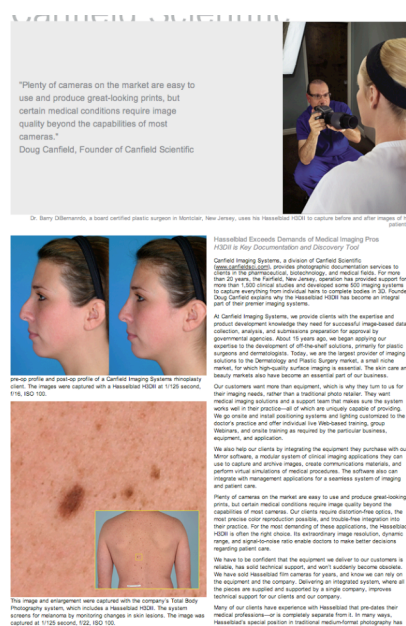 Canfield Scientific
"Plenty of cameras on the market are easy to
use and produce great-looking prints, but
certain medical conditions require image
quality beyond the capabilities of most
cameras."
Doug Canfield, Founder of Canfield Scientific
Dr. Barry DiBernardo, a board certified plastic surgeon in Montclair, New Jersey, uses his Hasselblad H3DII to capture before and after images of
patient
pre-op profile and post-op profile of a Canfield Imaging Systems rhinoplasty
client. The images were captured with a Hasselblad H3DII at 1/125 second,
f/16, ISO 100.
This image and enlargement were captured with the company's Total Body
Photography system, which includes a Hasselblad H3DII. The system
screens for melanoma by monitoring changes in skin lesions. The image was
captured at 1/125 second, f/22, ISO 100.
Hasselblad Exceeds Demands of Medical Imaging Pros
H3DII is Key Documentation and Discovery Tool
Canfield Imaging Systems, a division of Canfield Scientific
(www.canfieldsci.com), provides photographic documentation services to
clients in the pharmaceutical, biotechnology, and medical fields. For more
than 20 years, the Fairfield, New Jersey, operation has provided support for
more than 1,500 clinical studies and developed some 500 imaging systems
to capture everything from individual hairs to complete bodies in 3D. Founde
Doug Canfield explains why the Hasselblad H3DII has become an integral
part of their premier imaging systems.
At Canfield Imaging Systems, we provide clients with the expertise and
product development knowledge they need for successful image-based data
collection, analysis, and submissions preparation for approval by
governmental agencies. About 15 years ago, we began applying our
expertise to the development of off-the-shelf solutions, primarily for plastic
surgeons and dermatologists. Today, we are the largest provider of imaging
solutions to the Dermatology and Plastic Surgery market, a small niche
market, for which high-quality surface imaging is essential. The skin care an
beauty markets also have become an essential part of our business.
Our customers want more than equipment, which is why they turn to us for
their imaging needs, rather than a traditional photo retailer. They want
medical imaging solutions and a support team that makes sure the system
works well in their practice—all of which are uniquely capable of providing.
We go onsite and install positioning systems and lighting customized to the
doctor's practice and offer individual live Web-based training, group
Webinars, and onsite training as required by the particular business,
equipment, and application.
We also help our clients by integrating the equipment they purchase with ou
Mirror software, a modular system of clinical imaging applications they can
use to capture and archive images, create communications materials, and
perform virtual simulations of medical procedures. The software also can
integrate with management applications for a seamless system of imaging
and patient care.
Plenty of cameras on the market are easy to use and produce great-looking
prints, but certain medical conditions require image quality beyond the
capabilities of most cameras. Our clients require distortion-free optics, the
most precise color reproduction possible, and trouble-free integration into
their practice. For the most demanding of these applications, the Hasselblad
H3DII is often the right choice. Its extraordinary image resolution, dynamic
range, and signal-to-noise ratio enable doctors to make better decisions
regarding patient care.
We have to be confident that the equipment we deliver to our customers is
reliable, has solid technical support, and won't suddenly become obsolete.
We have sold Hasselblad film cameras for years, and know we can rely on
the equipment and the company. Delivering an integrated system, where all
the pieces are supplied and supported by a single company, improves
technical support for our clients and our company.
Many of our clients have experience with Hasselblad that pre-dates their
medical professions—or is completely separate from it. In many ways,
Hasselblad's special position in traditional medium-format photography has